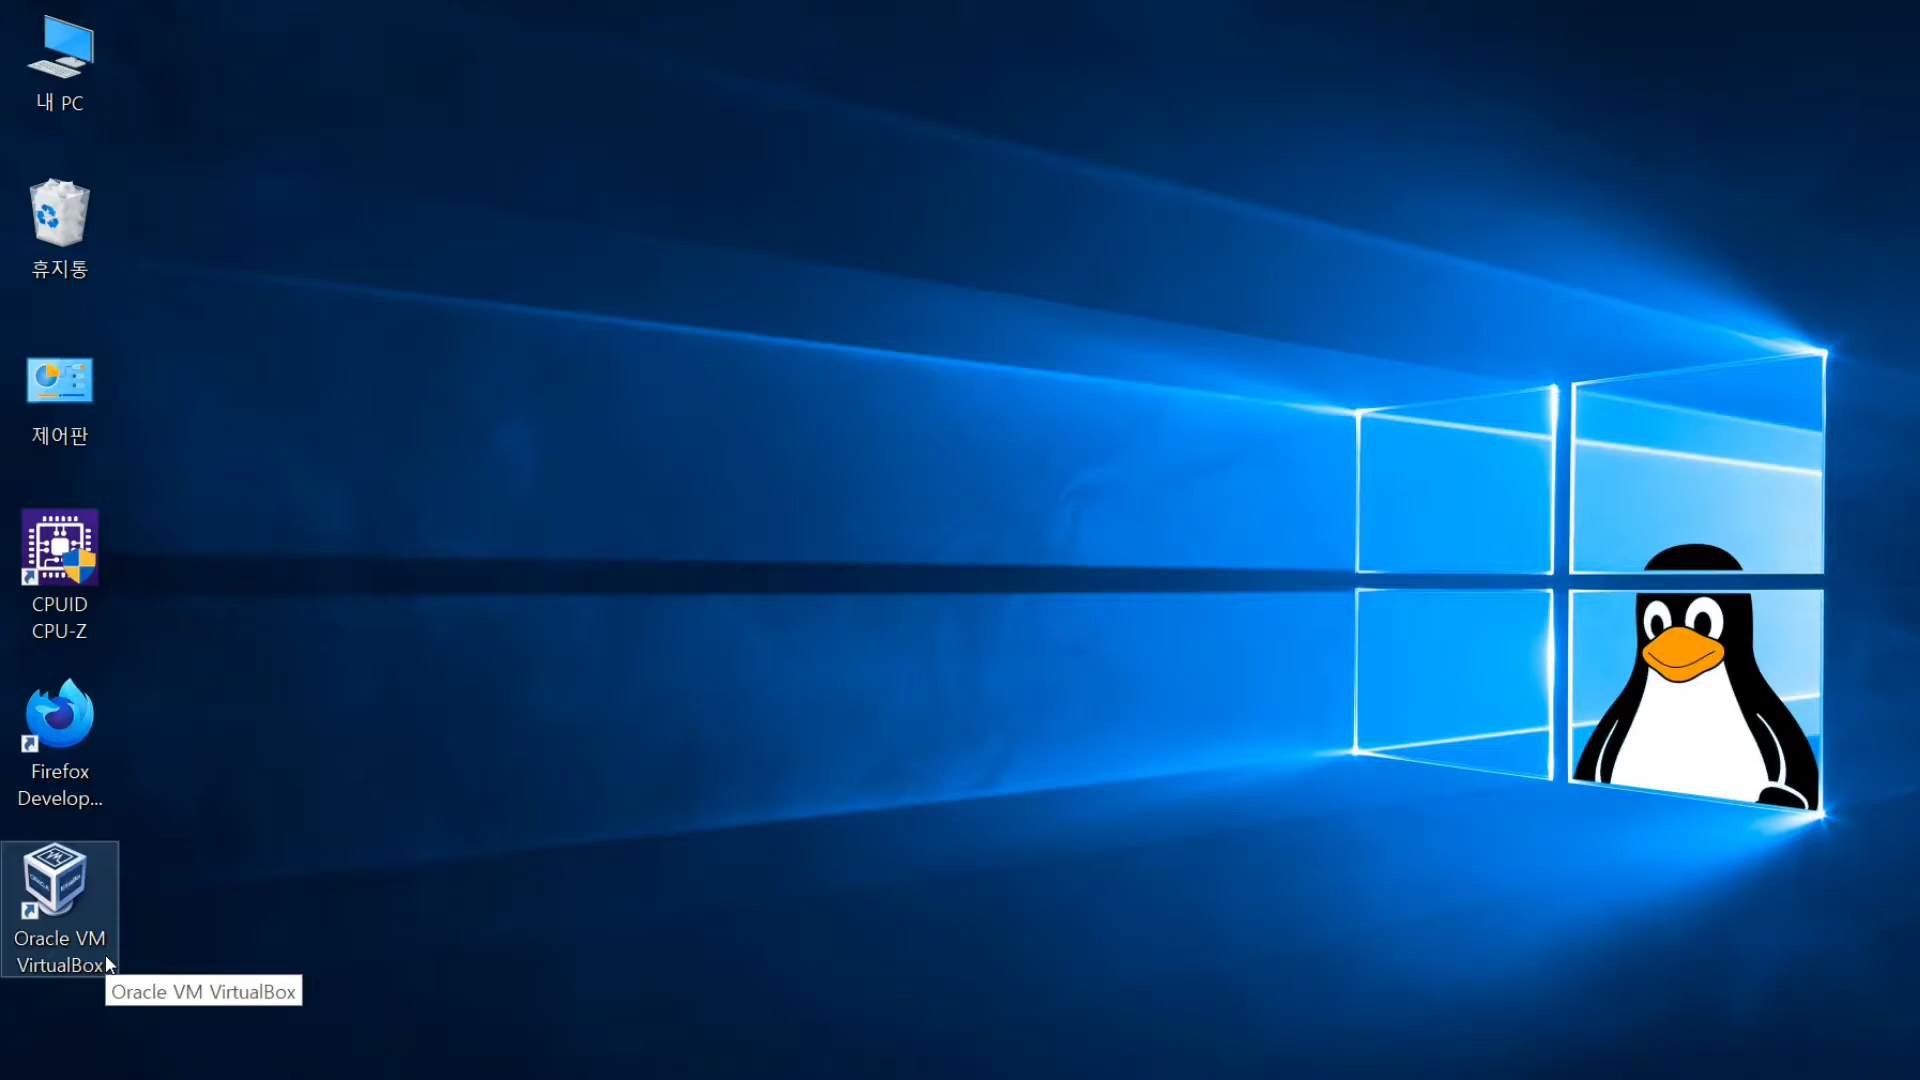 내 PC
휴지통
제어판
CPUID
CPU-Z
Firefox
Develop...
Oracle VM
VirtualBox
Oracle VM VirtualBox